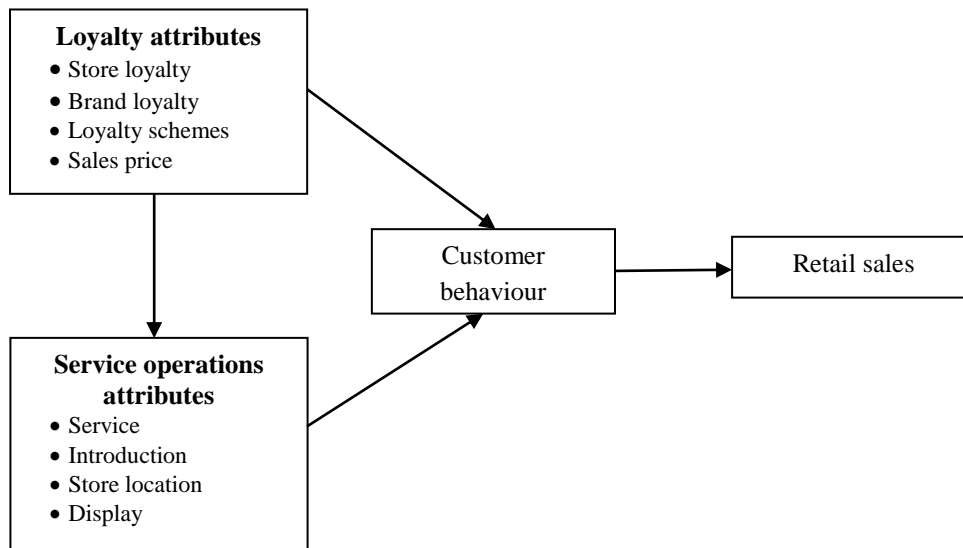 Loyalty attributes
• Store loyalty
• Brand loyalty
• Loyalty schemes
• Sales price
Customer
behaviour
Retail sales
Service operations
attributes
• Service
• Introduction
• Store location
• Display